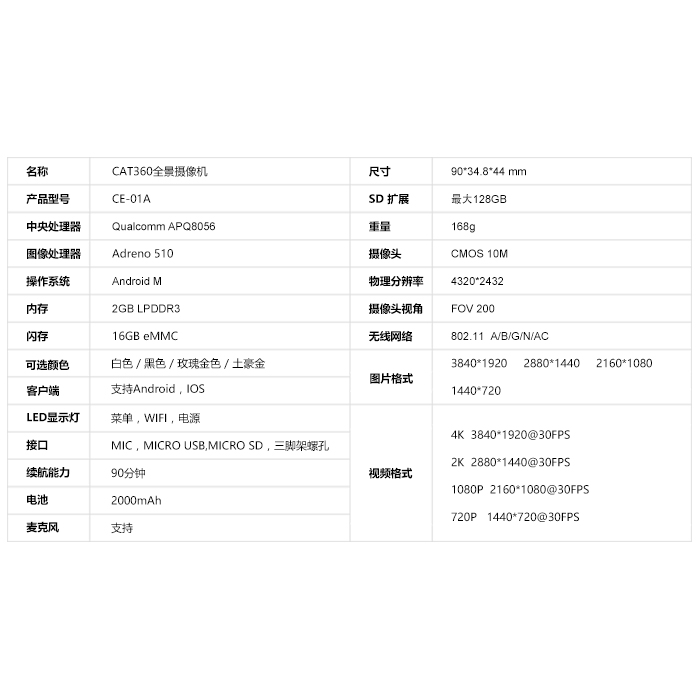 名称 CAT360全景摄像机 尺寸 90*34.8*44 mm
产品型号 CE-01A SD 扩展 最大128GB
中央处理器 Qualcomm APQ8056 重量 168g
图像处理器 Adreno 510 摄像头 CMOS 10M
操作系统 Android M 物理分辨率 4320*2432
内存 2GB LPDDR3 摄像头视角 FOV 200
闪存 16GB eMMC 无线网络 802.11 A/B/G/N/AC
可选颜色 白色 / 黑色 / 玫瑰金色 / 土豪金
客户端 支持Android，IOS
图片格式 3840*1920 2880*1440 2160*1080
1440*720
LED显示灯 菜单，WIFI，电源
接口 MIC，MICRO USB,MICRO SD，三脚架螺孔
续航能力 90分钟
电池 2000mAh
麦克风 支持
视频格式
4K 3840*1920@30FPS
2K 2880*1440@30FPS
1080P 2160*1080@30FPS
720P 1440*720@30FPS